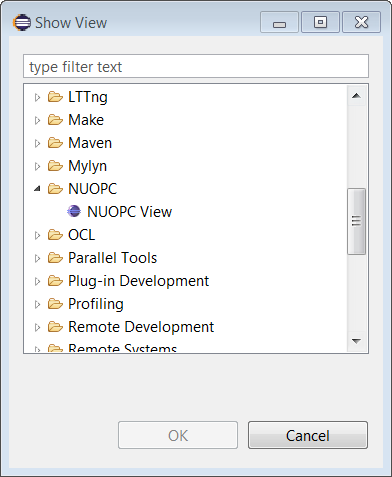 Show View
type filter text
LTTng
Make
Maven
Mylyn
NUOPC
NUOPC View
OCL
Parallel Tools
Plug-in Development
Profiling
Remote Development
Remote Systems
OK
Cancel